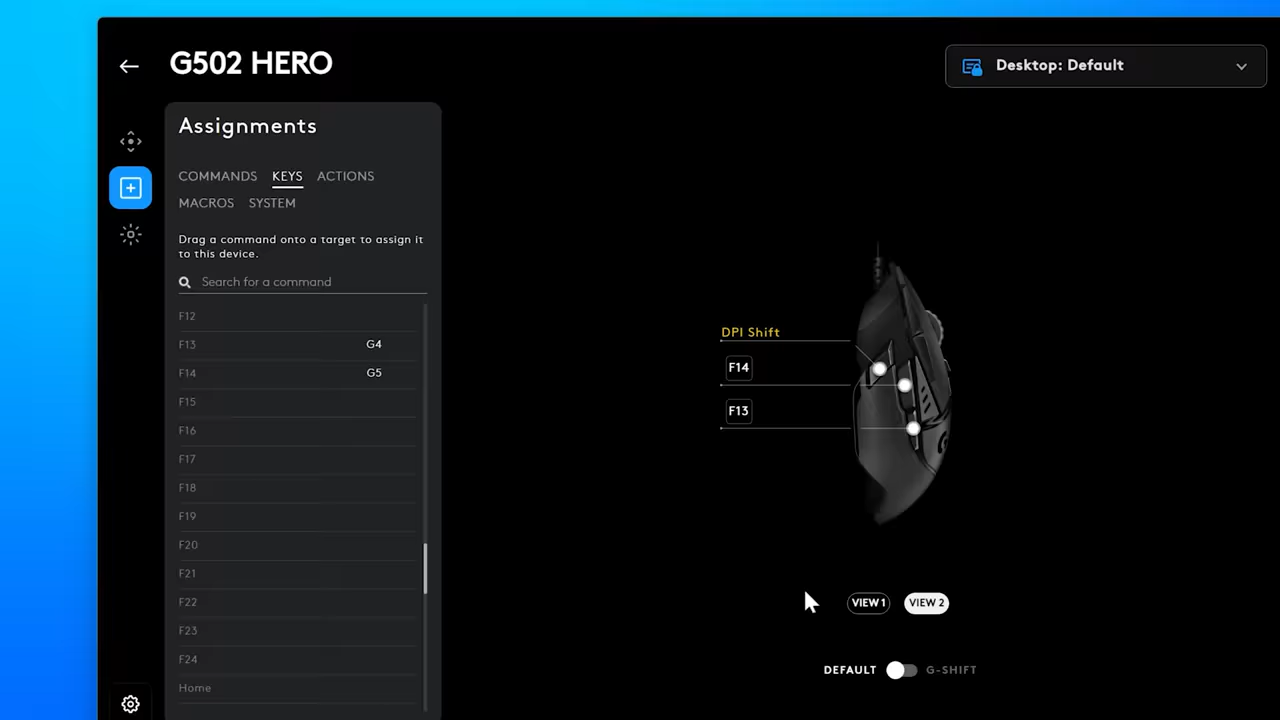 G502 HERO
Desktop: Default
Assignments
COMMANDS KEYS ACTIONS
MACROS SYSTEM
Drag a command onto a target to assign it
to this device.
Search for a command
F12
F13 G4
F14 G5
F15
F16
F17
F18
F19
F20
F21
F22
F23
F24
Home
DPI Shift
F14
F13
VIEW 1 VIEW 2
DEFAULT G-SHIFT